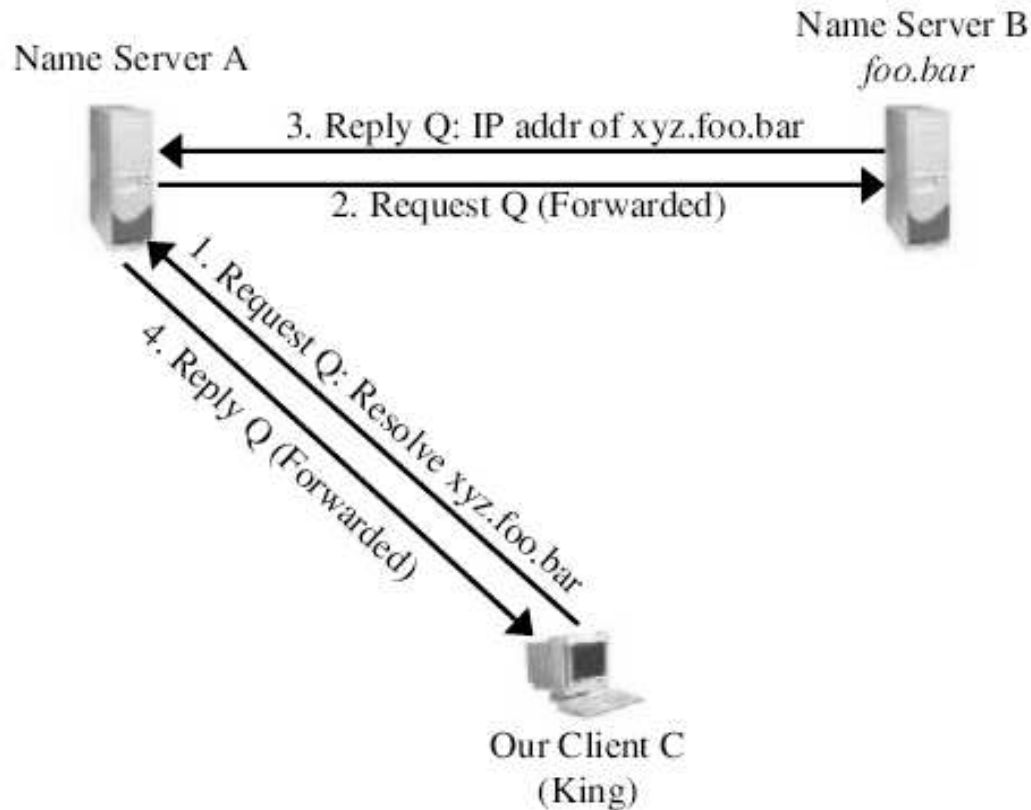 Name Server A
Name Server B
foo.bar
3. Reply Q: IP addr of xyz.foo.bar
2. Request Q (Forwarded)
1. Request Q: Resolve xyz.foo.bar
4. Reply Q (Forwarded)
Our Client C
(King)